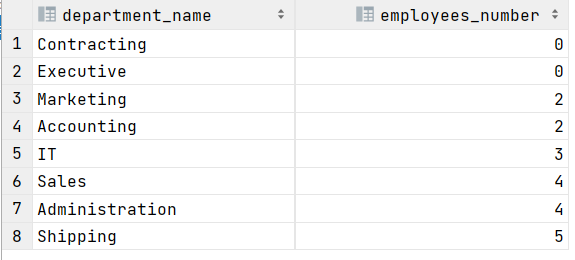 department_name employees_number
1 Contracting 0
2 Executive 0
3 Marketing 2
4 Accounting 2
5 IT 3
6 Sales 4
7 Administration 4
8 Shipping 5